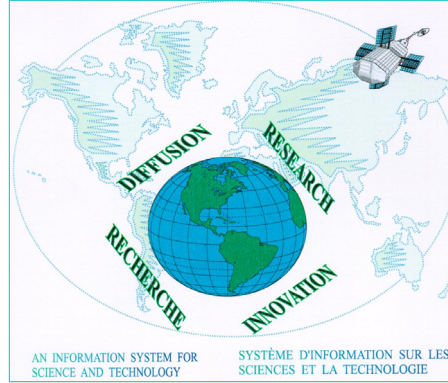 DIFFUSION
RESEARCH
RECHERCHE
INNOVATION
AN INFORMATION SYSTEM FOR
SCIENCE AND TECHNOLOGY
SYSTÈME D'INFORMATION SUR LES
SCIENCES ET LA TECHNOLOGIE